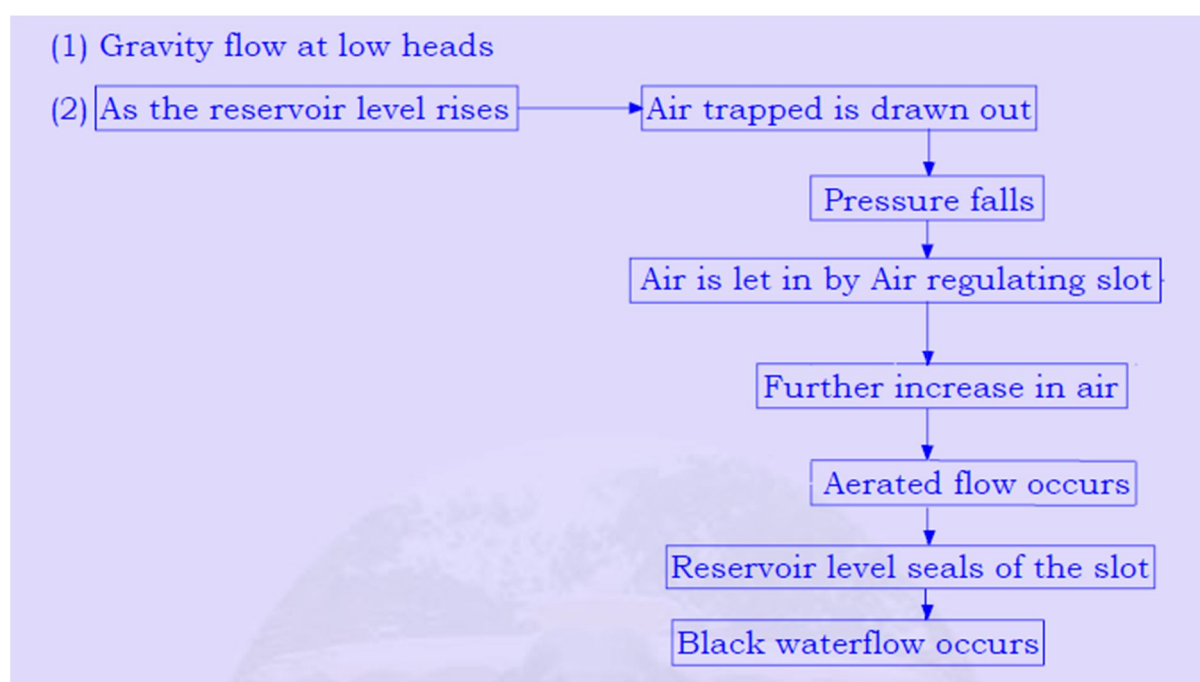 (1) Gravity flow at low heads
(2) As the reservoir level rises
Air trapped is drawn out
Pressure falls
Air is let in by Air regulating slot
Further increase in air
Aerated flow occurs
Reservoir level seals of the slot
Black waterflow occurs